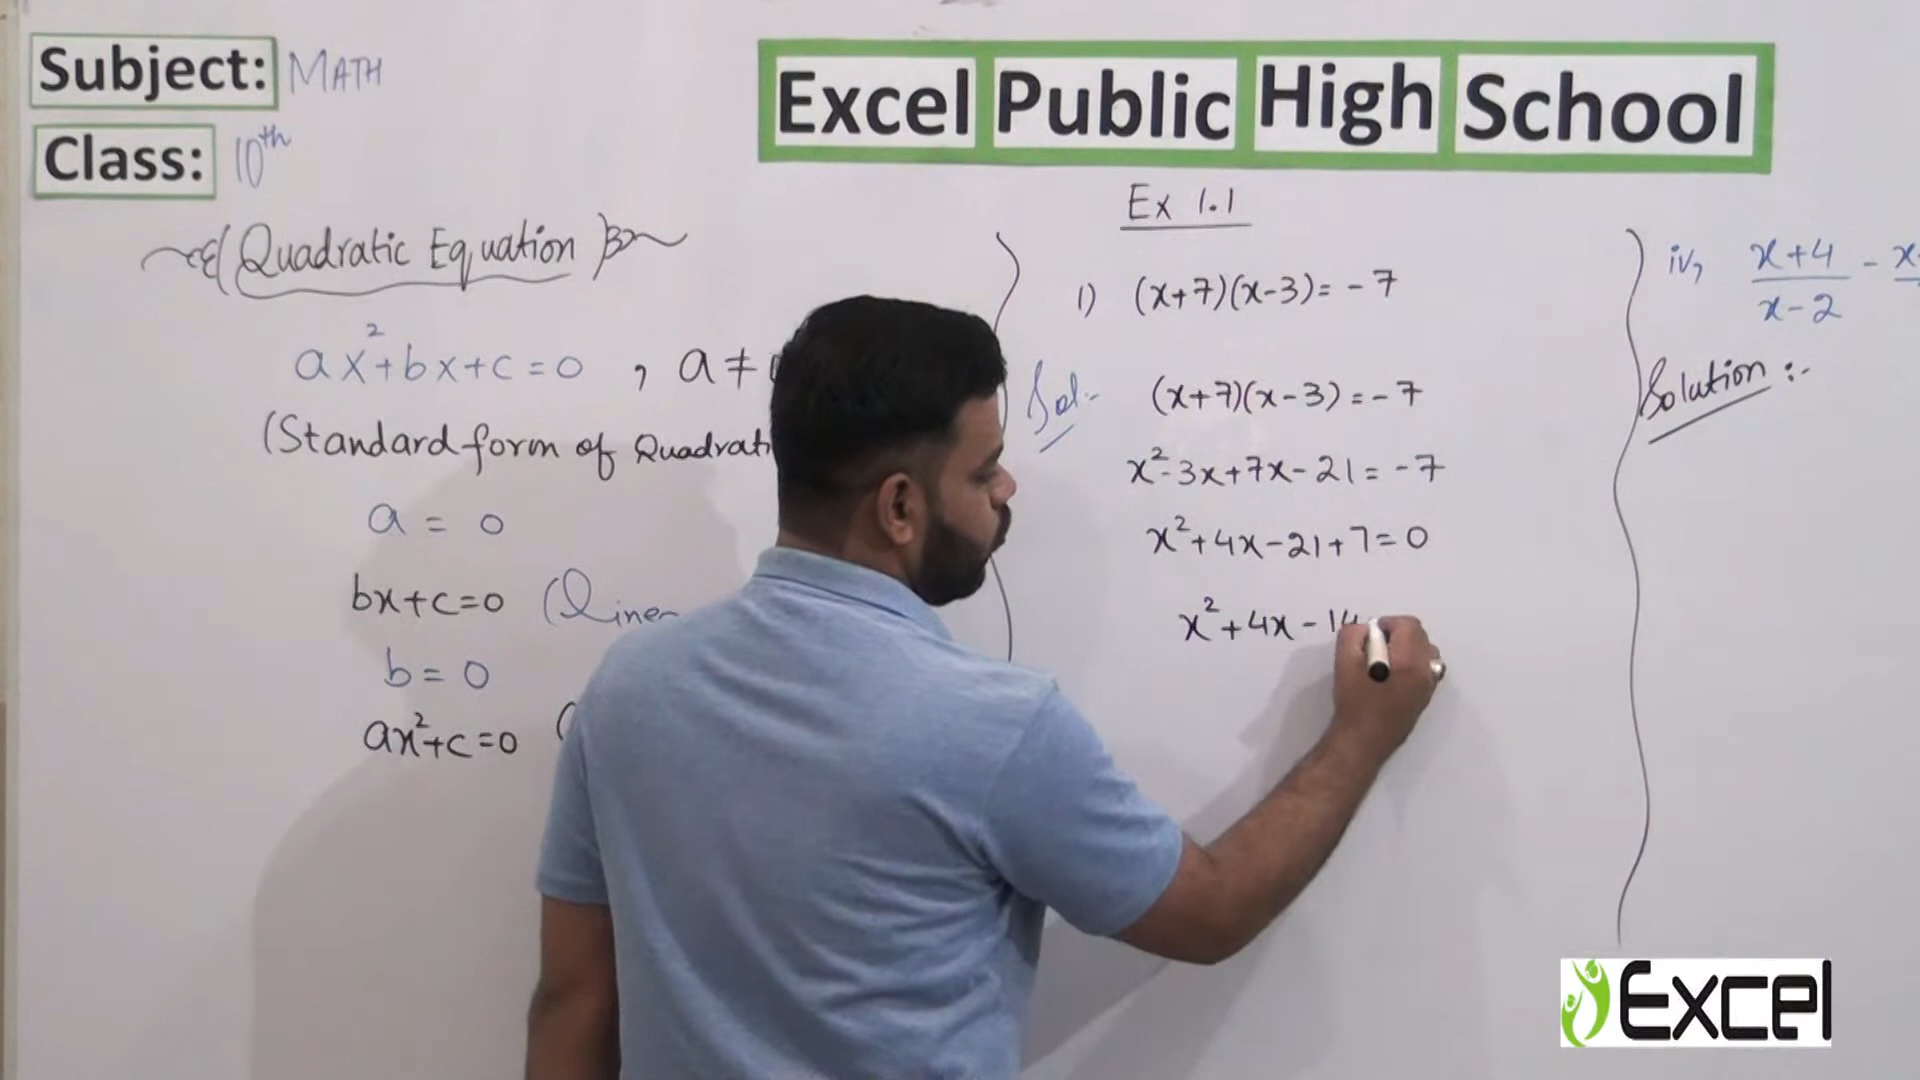 Subject: MATH
Class: 10th
Excel Public High School
Quadratic Equation
ax²+bx+c=0 , a≠
(Standard form of Quadrati
a = 0
bx+c=0 (Linea
b = 0
ax²+c=0 (
Ex 1.1
1) (x+7)(x-3)= -7
Sol:-
(x+7)(x-3)=-7
x²-3x+7x-21=-7
x²+4x-21+7=0
x²+4x-14
iv, x+4/x-2 - x
Solution :-
Excel